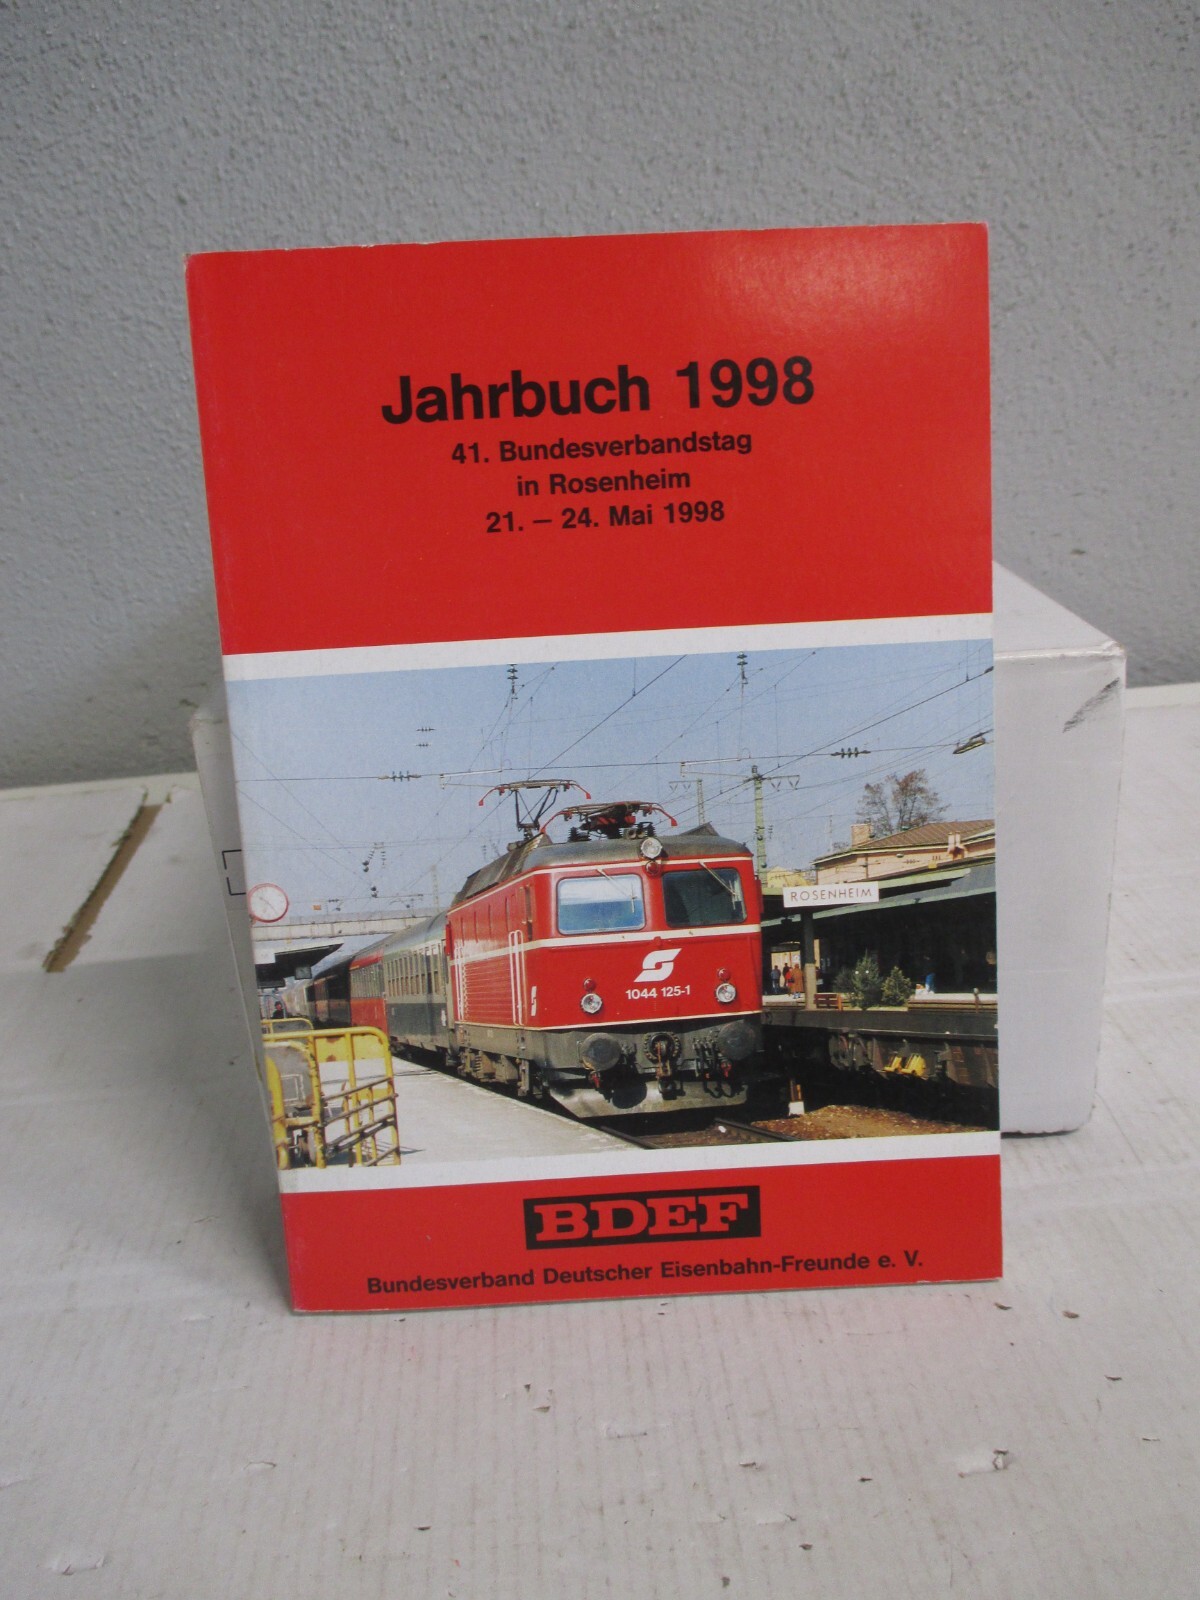 Jahrbuch 1998
41. Bundesverbandstag
in Rosenheim
21. – 24. Mai 1998
ROSENHEIM
1044 125-1
BDEF
Bundesverband Deutscher Eisenbahn-Freunde e. V.